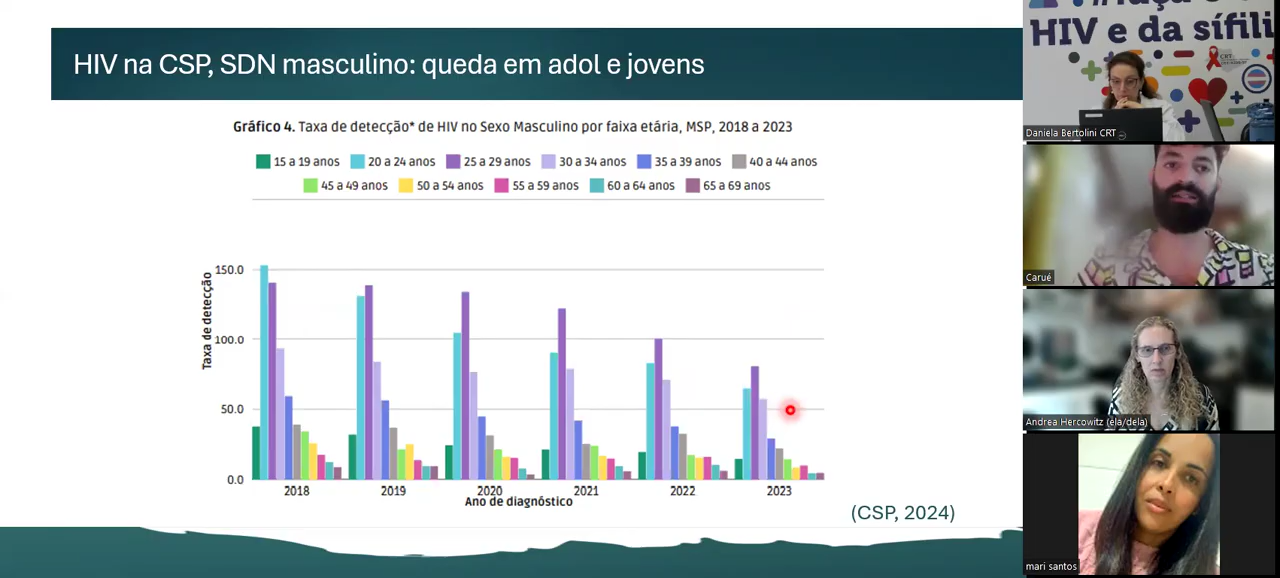 HIV na CSP, SDN masculino: queda em adol e jovens
Gráfico 4. Taxa de detecção* de HIV no Sexo Masculino por faixa etária, MSP, 2018 a 2023
15 a 19 anos 20 a 24 anos 25 a 29 anos 30 a 34 anos 35 a 39 anos 40 a 44 anos
45 a 49 anos 50 a 54 anos 55 a 59 anos 60 a 64 anos 65 a 69 anos
Taxa de detecção
150.0
100.0
50.0
0.0
2018 2019 2020 2021 2022 2023
Ano de diagnóstico
(CSP, 2024)
HIV e da sífili
CRT
Daniela Bertolini CRT
Carué
Andrea Hercowitz (ela/dela)
mari santos